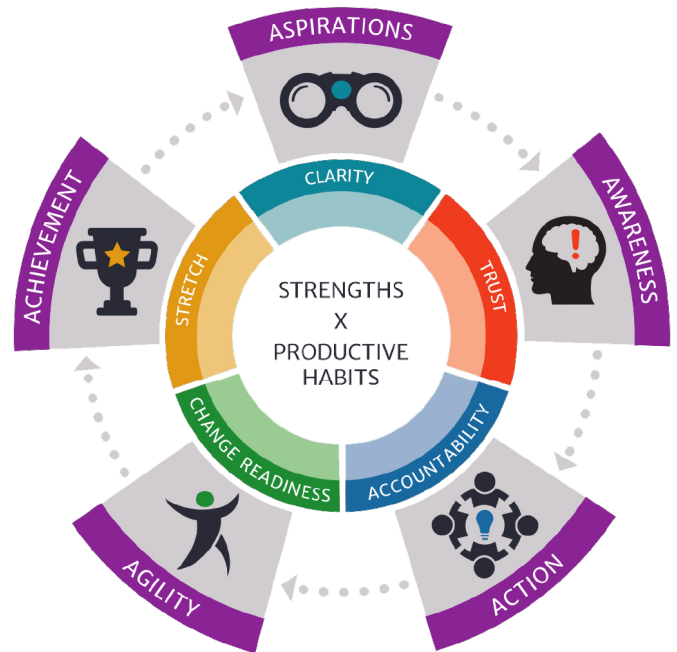 ASPIRATIONS
AWARENESS
ACTION
AGILITY
ACHIEVEMENT
CLARITY
TRUST
ACCOUNTABILITY
CHANGE READINESS
STRETCH
STRENGTHS
X
PRODUCTIVE
HABITS